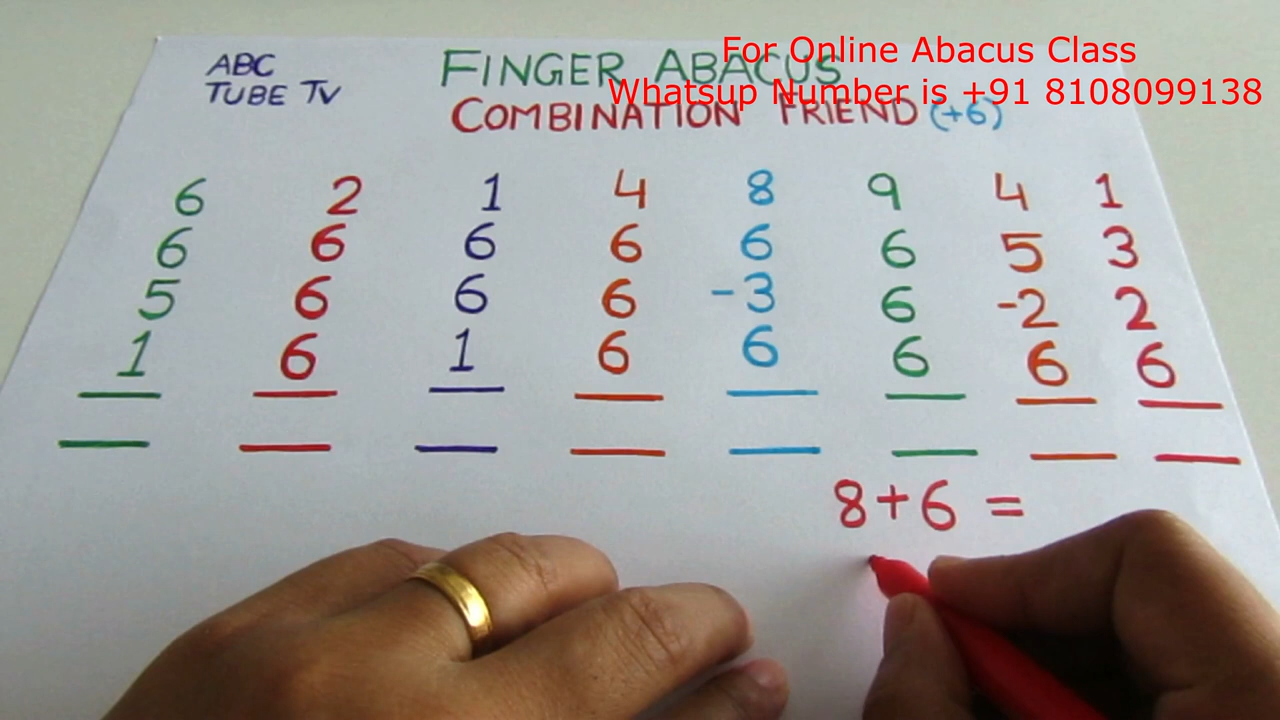 For Online Abacus Class
Whatsup Number is +91 8108099138
ABC
TUBE TV
FINGER ABACUS
COMBINATION FRIEND (+6)
6 2 1 4 8 9 4 1
6 6 6 6 6 6 5 3
5 6 6 6 -3 6 -2 2
1 6 1 6 6 6 6 6
8+6 =